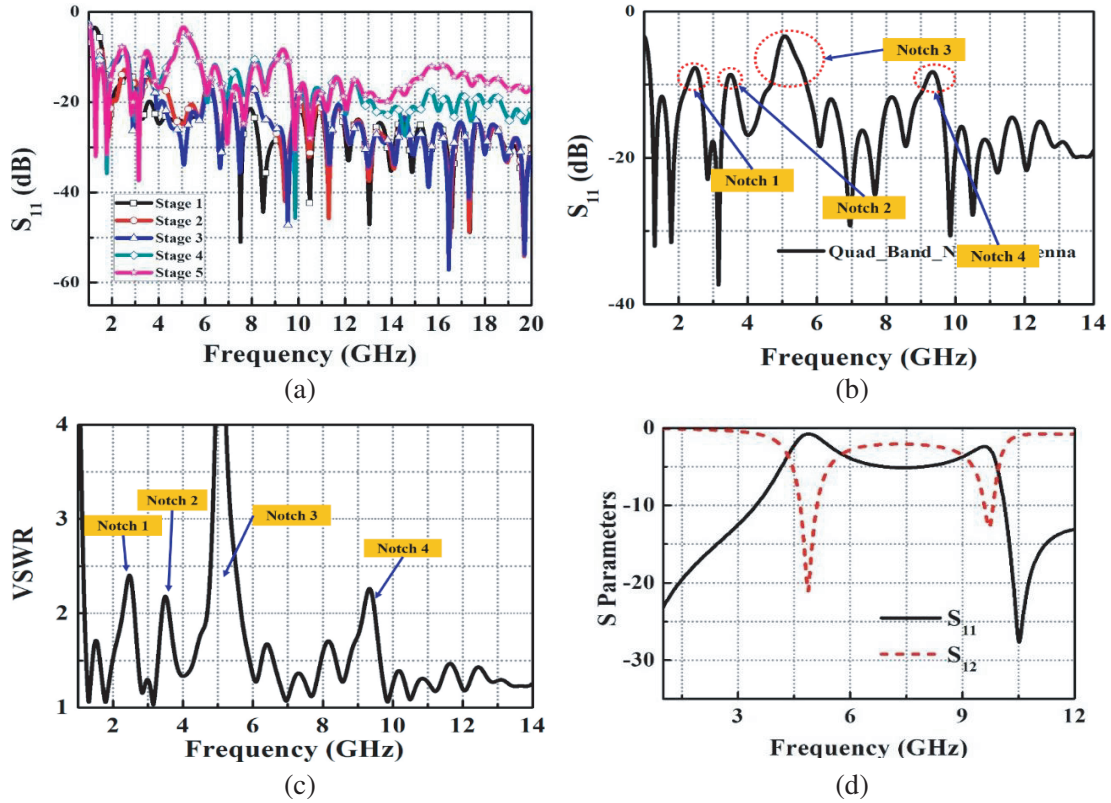 0
-20
-40
-60
S11 (dB)
Stage 1
Stage 2
Stage 3
Stage 4
Stage 5
2 4 6 8 10 12 14 16 18 20
Frequency (GHz)
(a)
0
-10
-20
-40
S11 (dB)
Notch 3
Notch 1
Notch 2
Quad_Band_N enna
Notch 4
2 4 6 8 10 12 14
Frequency (GHz)
(b)
4
3
2
1
VSWR
Notch 1
Notch 2
Notch 3
Notch 4
2 4 6 8 10 12 14
Frequency (GHz)
(c)
0
-10
-20
-30
S Parameters
S11
S12
3 6 9 12
Frequency (GHz)
(d)